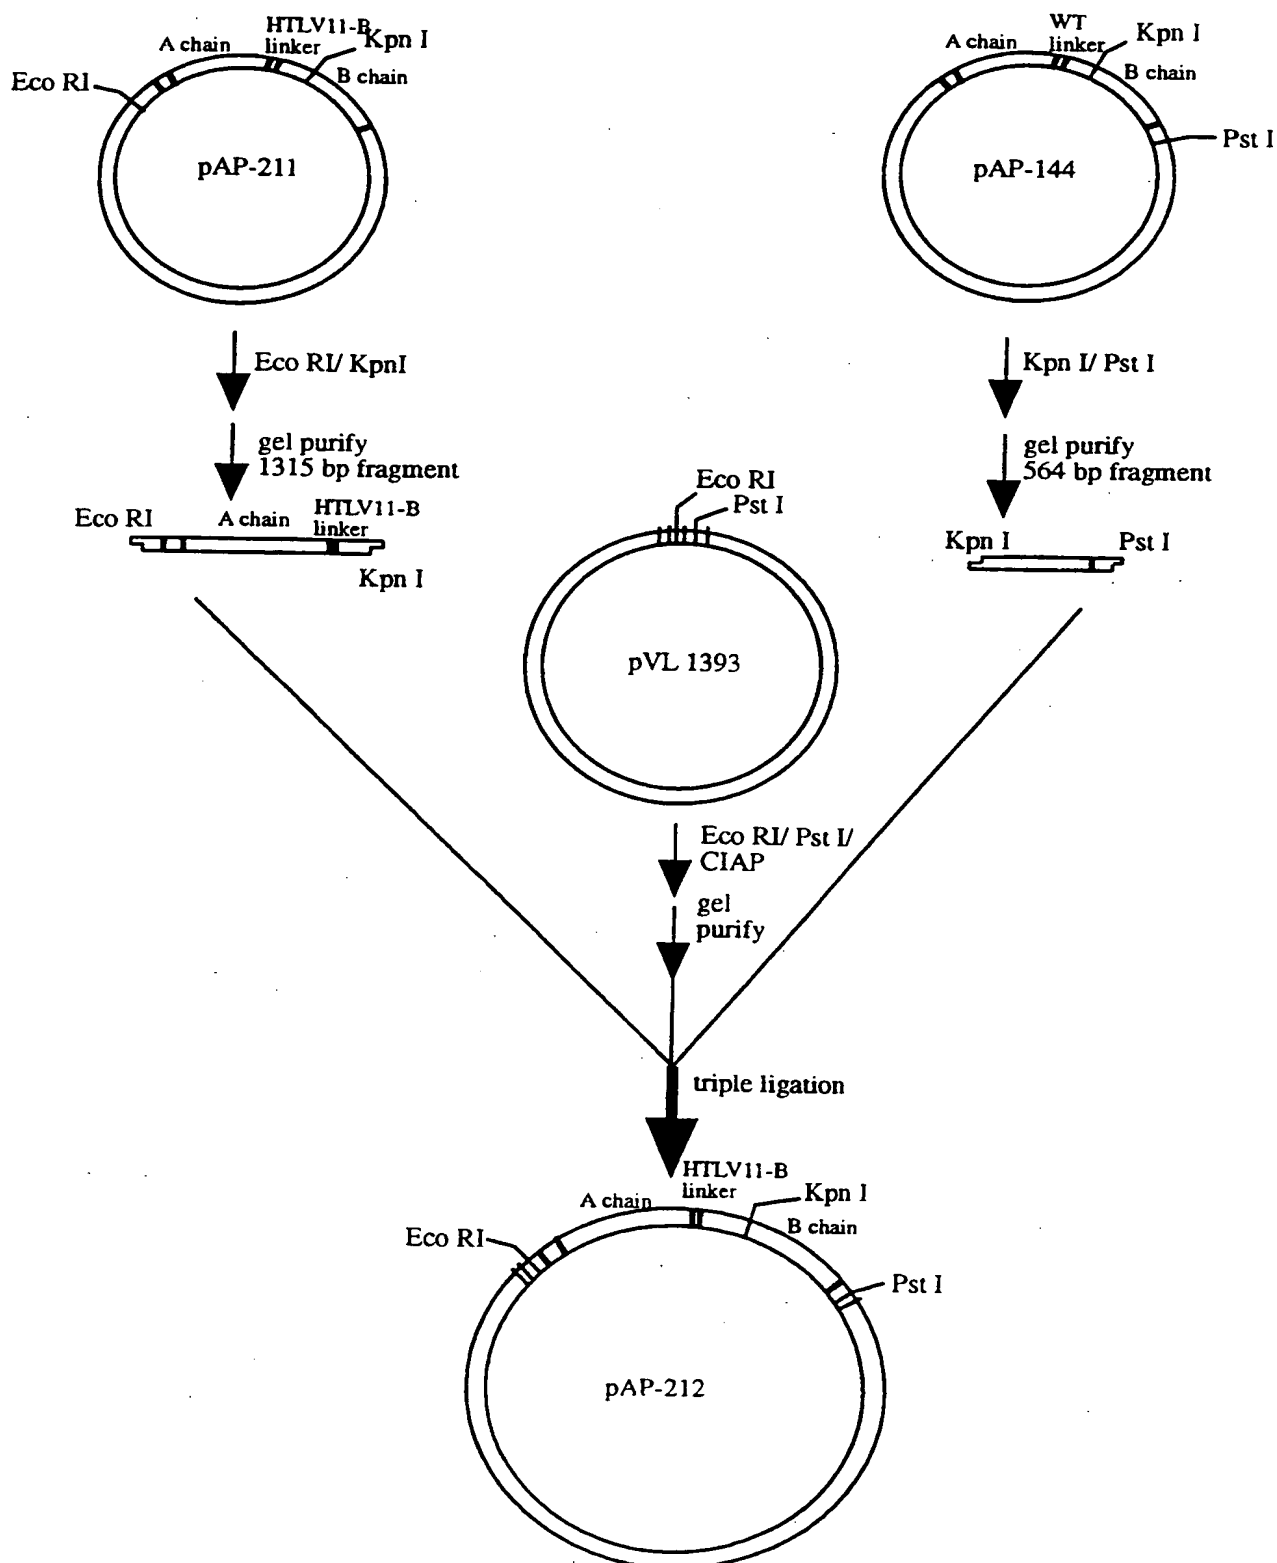 HTLV11-B
linker
A chain
Kpn I
B chain
Eco RI
pAP-211
WT
linker
A chain
Kpn I
B chain
Pst I
pAP-144
Eco RI/ KpnI
gel purify
1315 bp fragment
Kpn I/ Pst I
gel purify
564 bp fragment
Eco RI
A chain
HTLV11-B
linker
Kpn I
Kpn I
Pst I
Eco RI
Pst I
pVL 1393
Eco RI/ Pst I/
CIAP
gel
purify
triple ligation
HTLV11-B
linker
A chain
Kpn I
B chain
Eco RI
Pst I
pAP-212